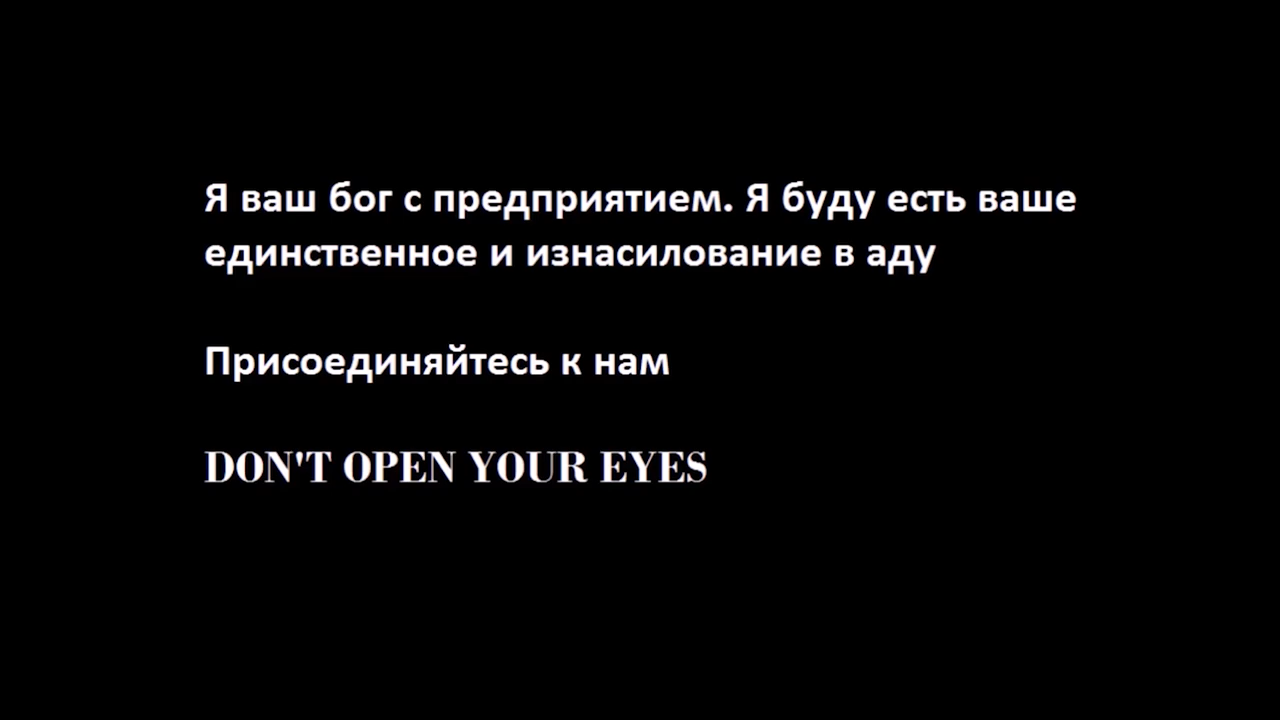 Я ваш бог с предприятием. Я буду есть ваше
единственное и изнасилование в аду
Присоединяйтесь к нам
DON'T OPEN YOUR EYES